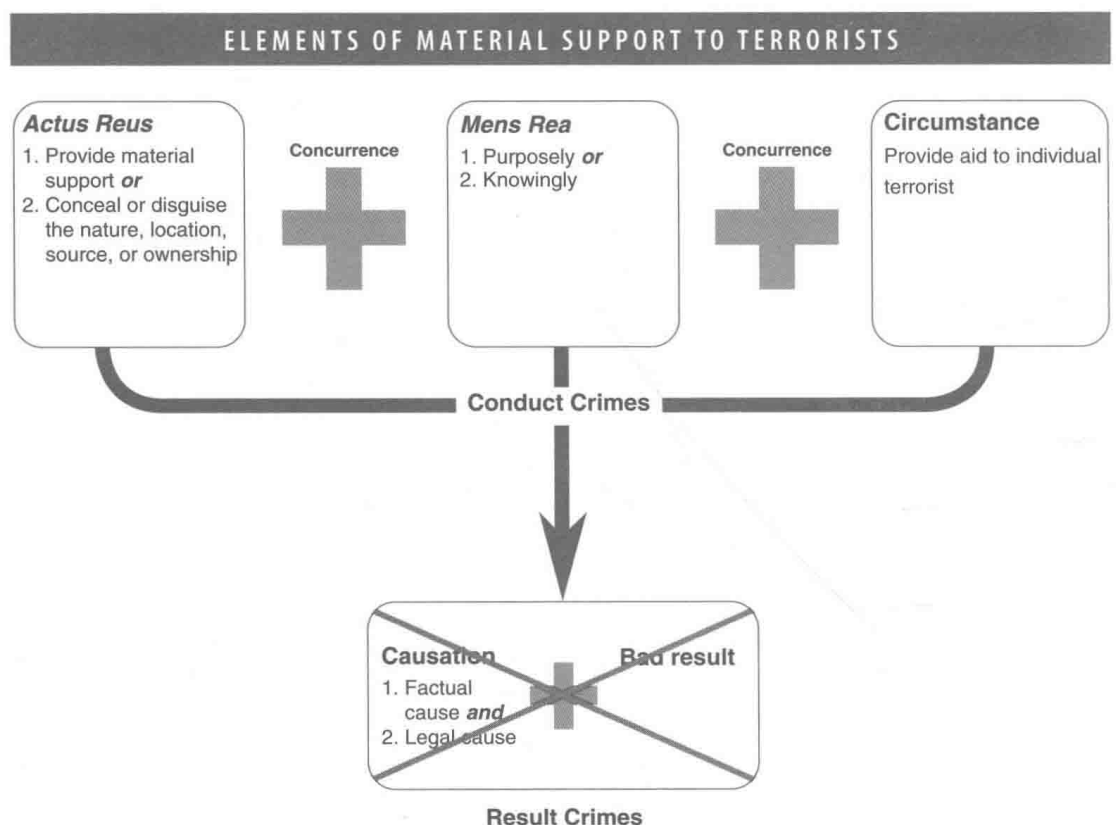 ELEMENTS OF MATERIAL SUPPORT TO TERRORISTS
Actus Reus
1. Provide material
support or
2. Conceal or disguise
the nature, location,
source, or ownership
Concurrence
Mens Rea
1. Purposely or
2. Knowingly
Concurrence
Circumstance
Provide aid to individual
terrorist
Conduct Crimes
Causation
1. Factual
cause and
2. Legal cause
Bad result
Result Crimes